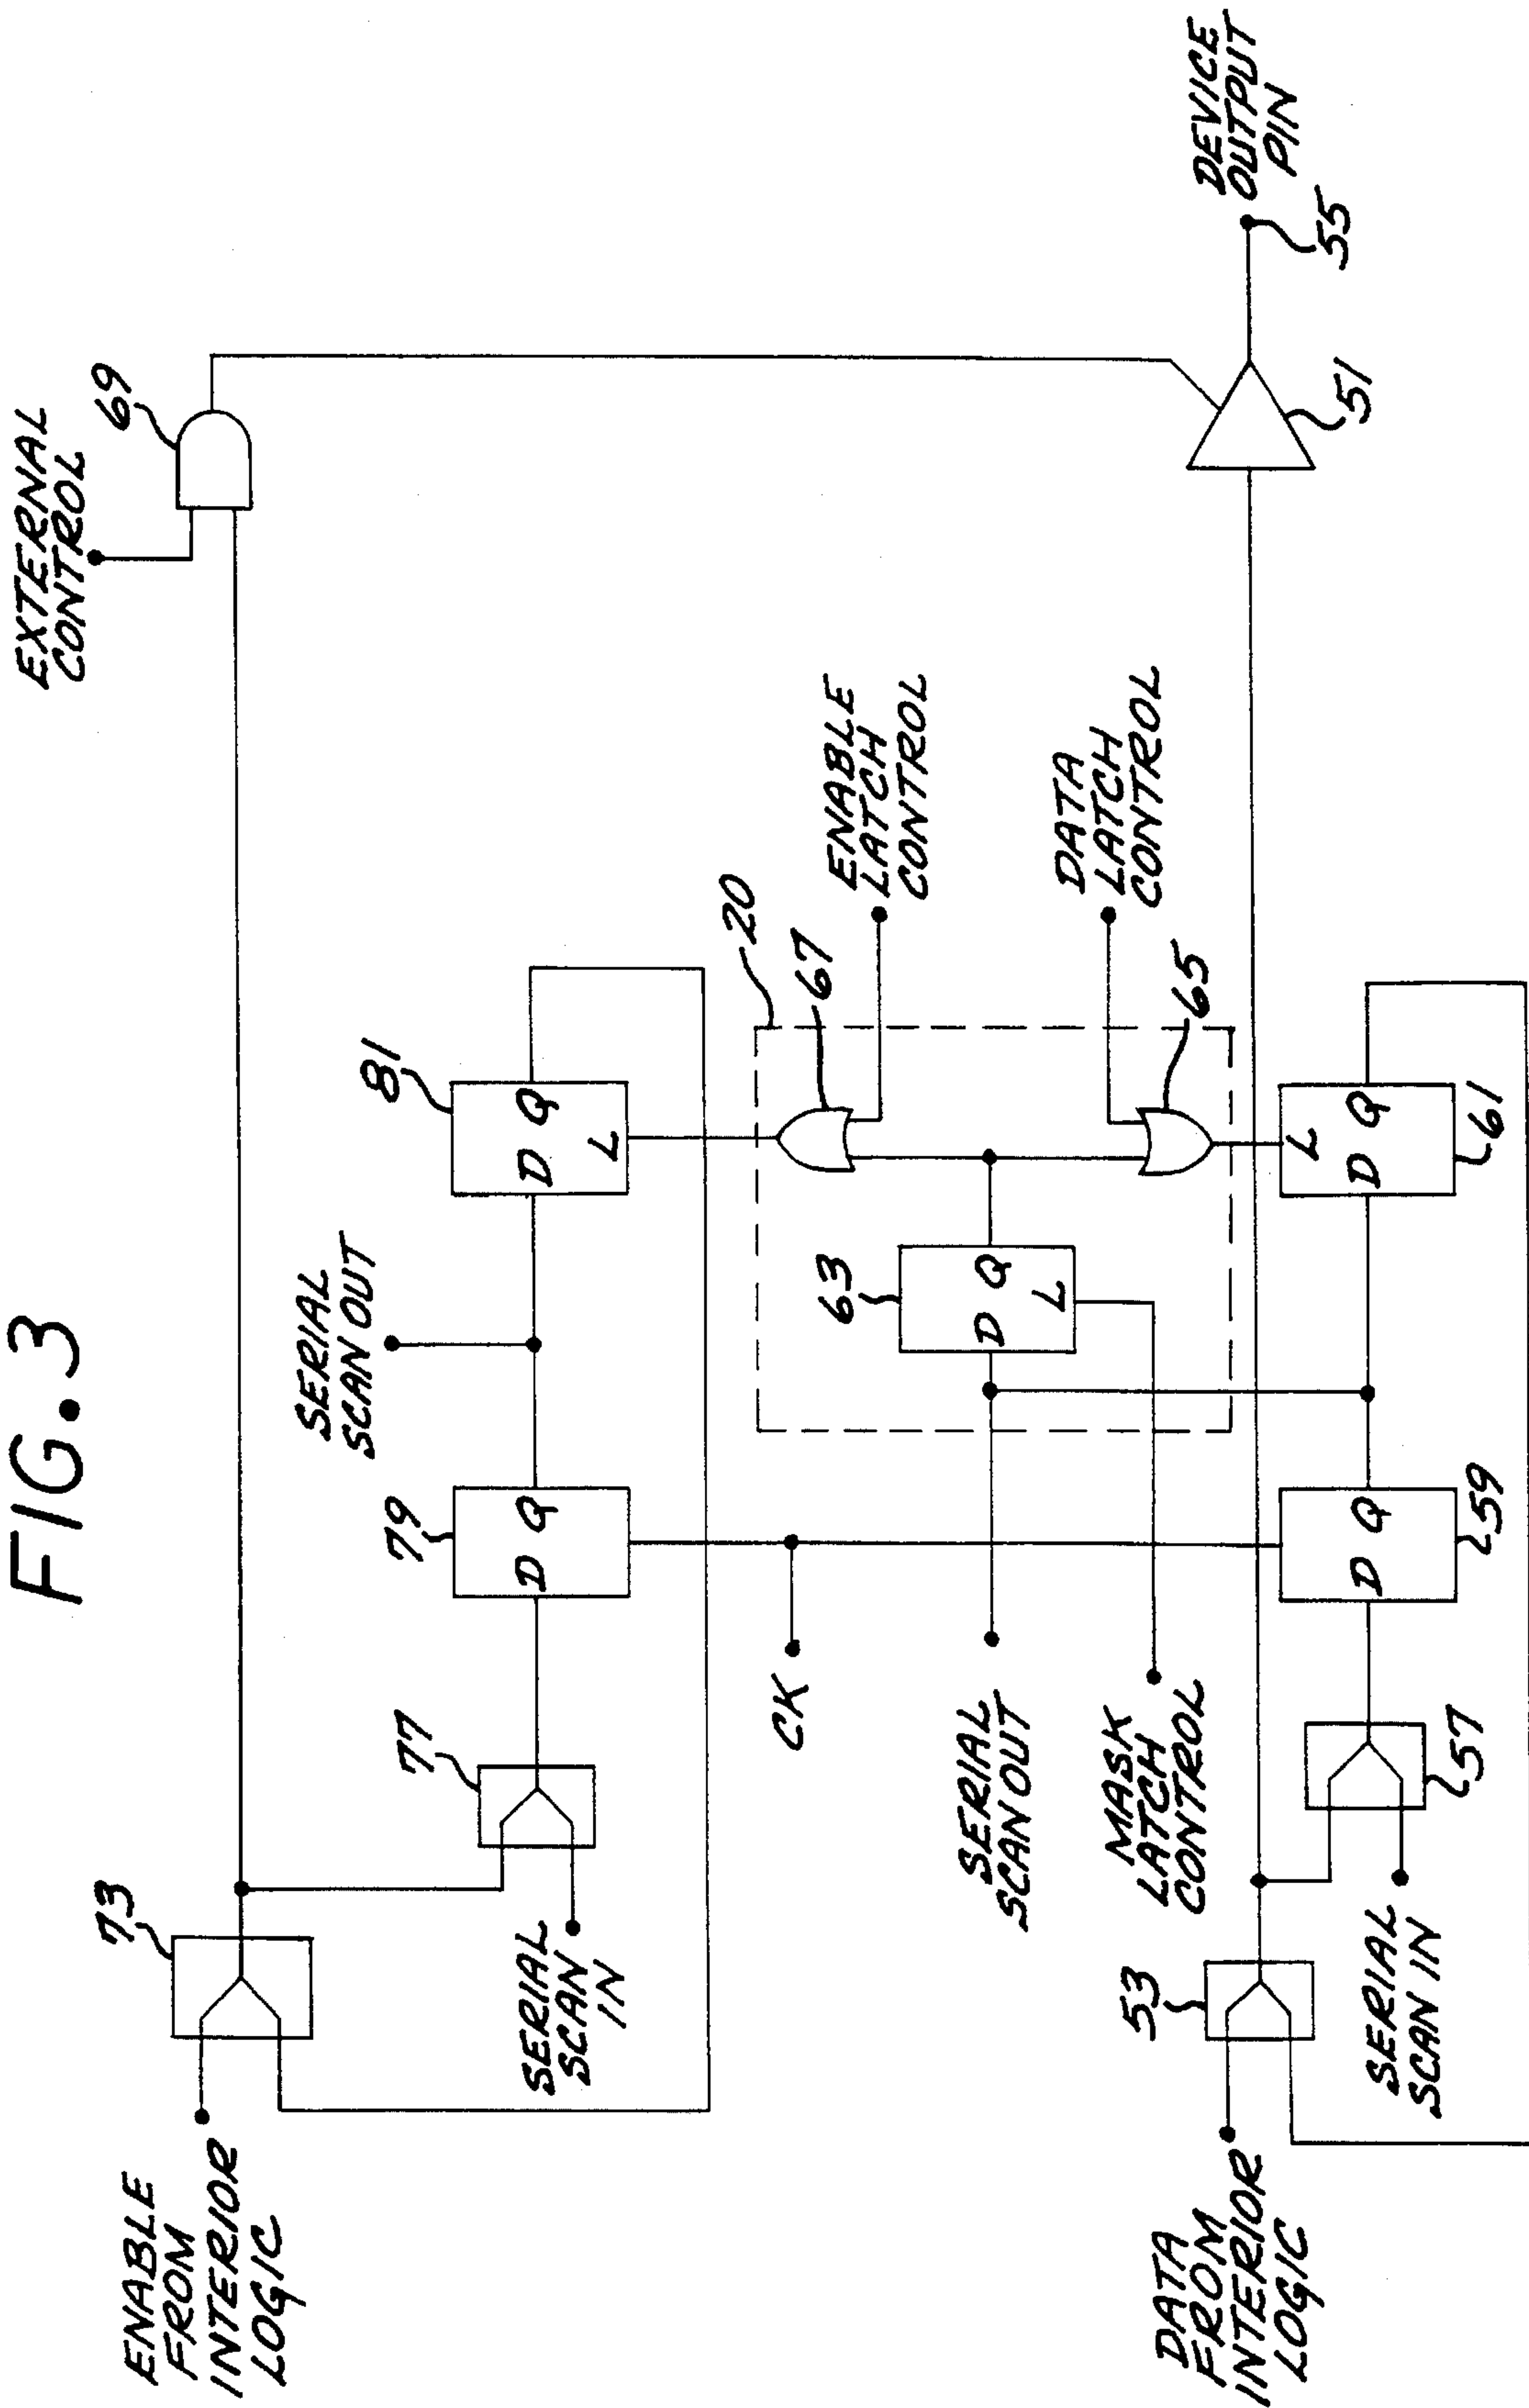 FIG.3
EXTERNAL
CONTROL
69
ENABLE
FROM
INTERIOR
LOGIC
73
77
SERIAL
SCAN
IN
79
D Q
SERIAL
SCAN OUT
81
D Q
L
CK
20
67
ENABLE
LATCH
CONTROL
63
D Q
L
SERIAL
SCAN OUT
MASK
LATCH
CONTROL
DATA
LATCH
CONTROL
65
DATA
FROM
INTERIOR
LOGIC
53
SERIAL
SCAN IN
57
D Q
59
L
D Q
61
51
55
DEVICE
OUTPUT
PIN